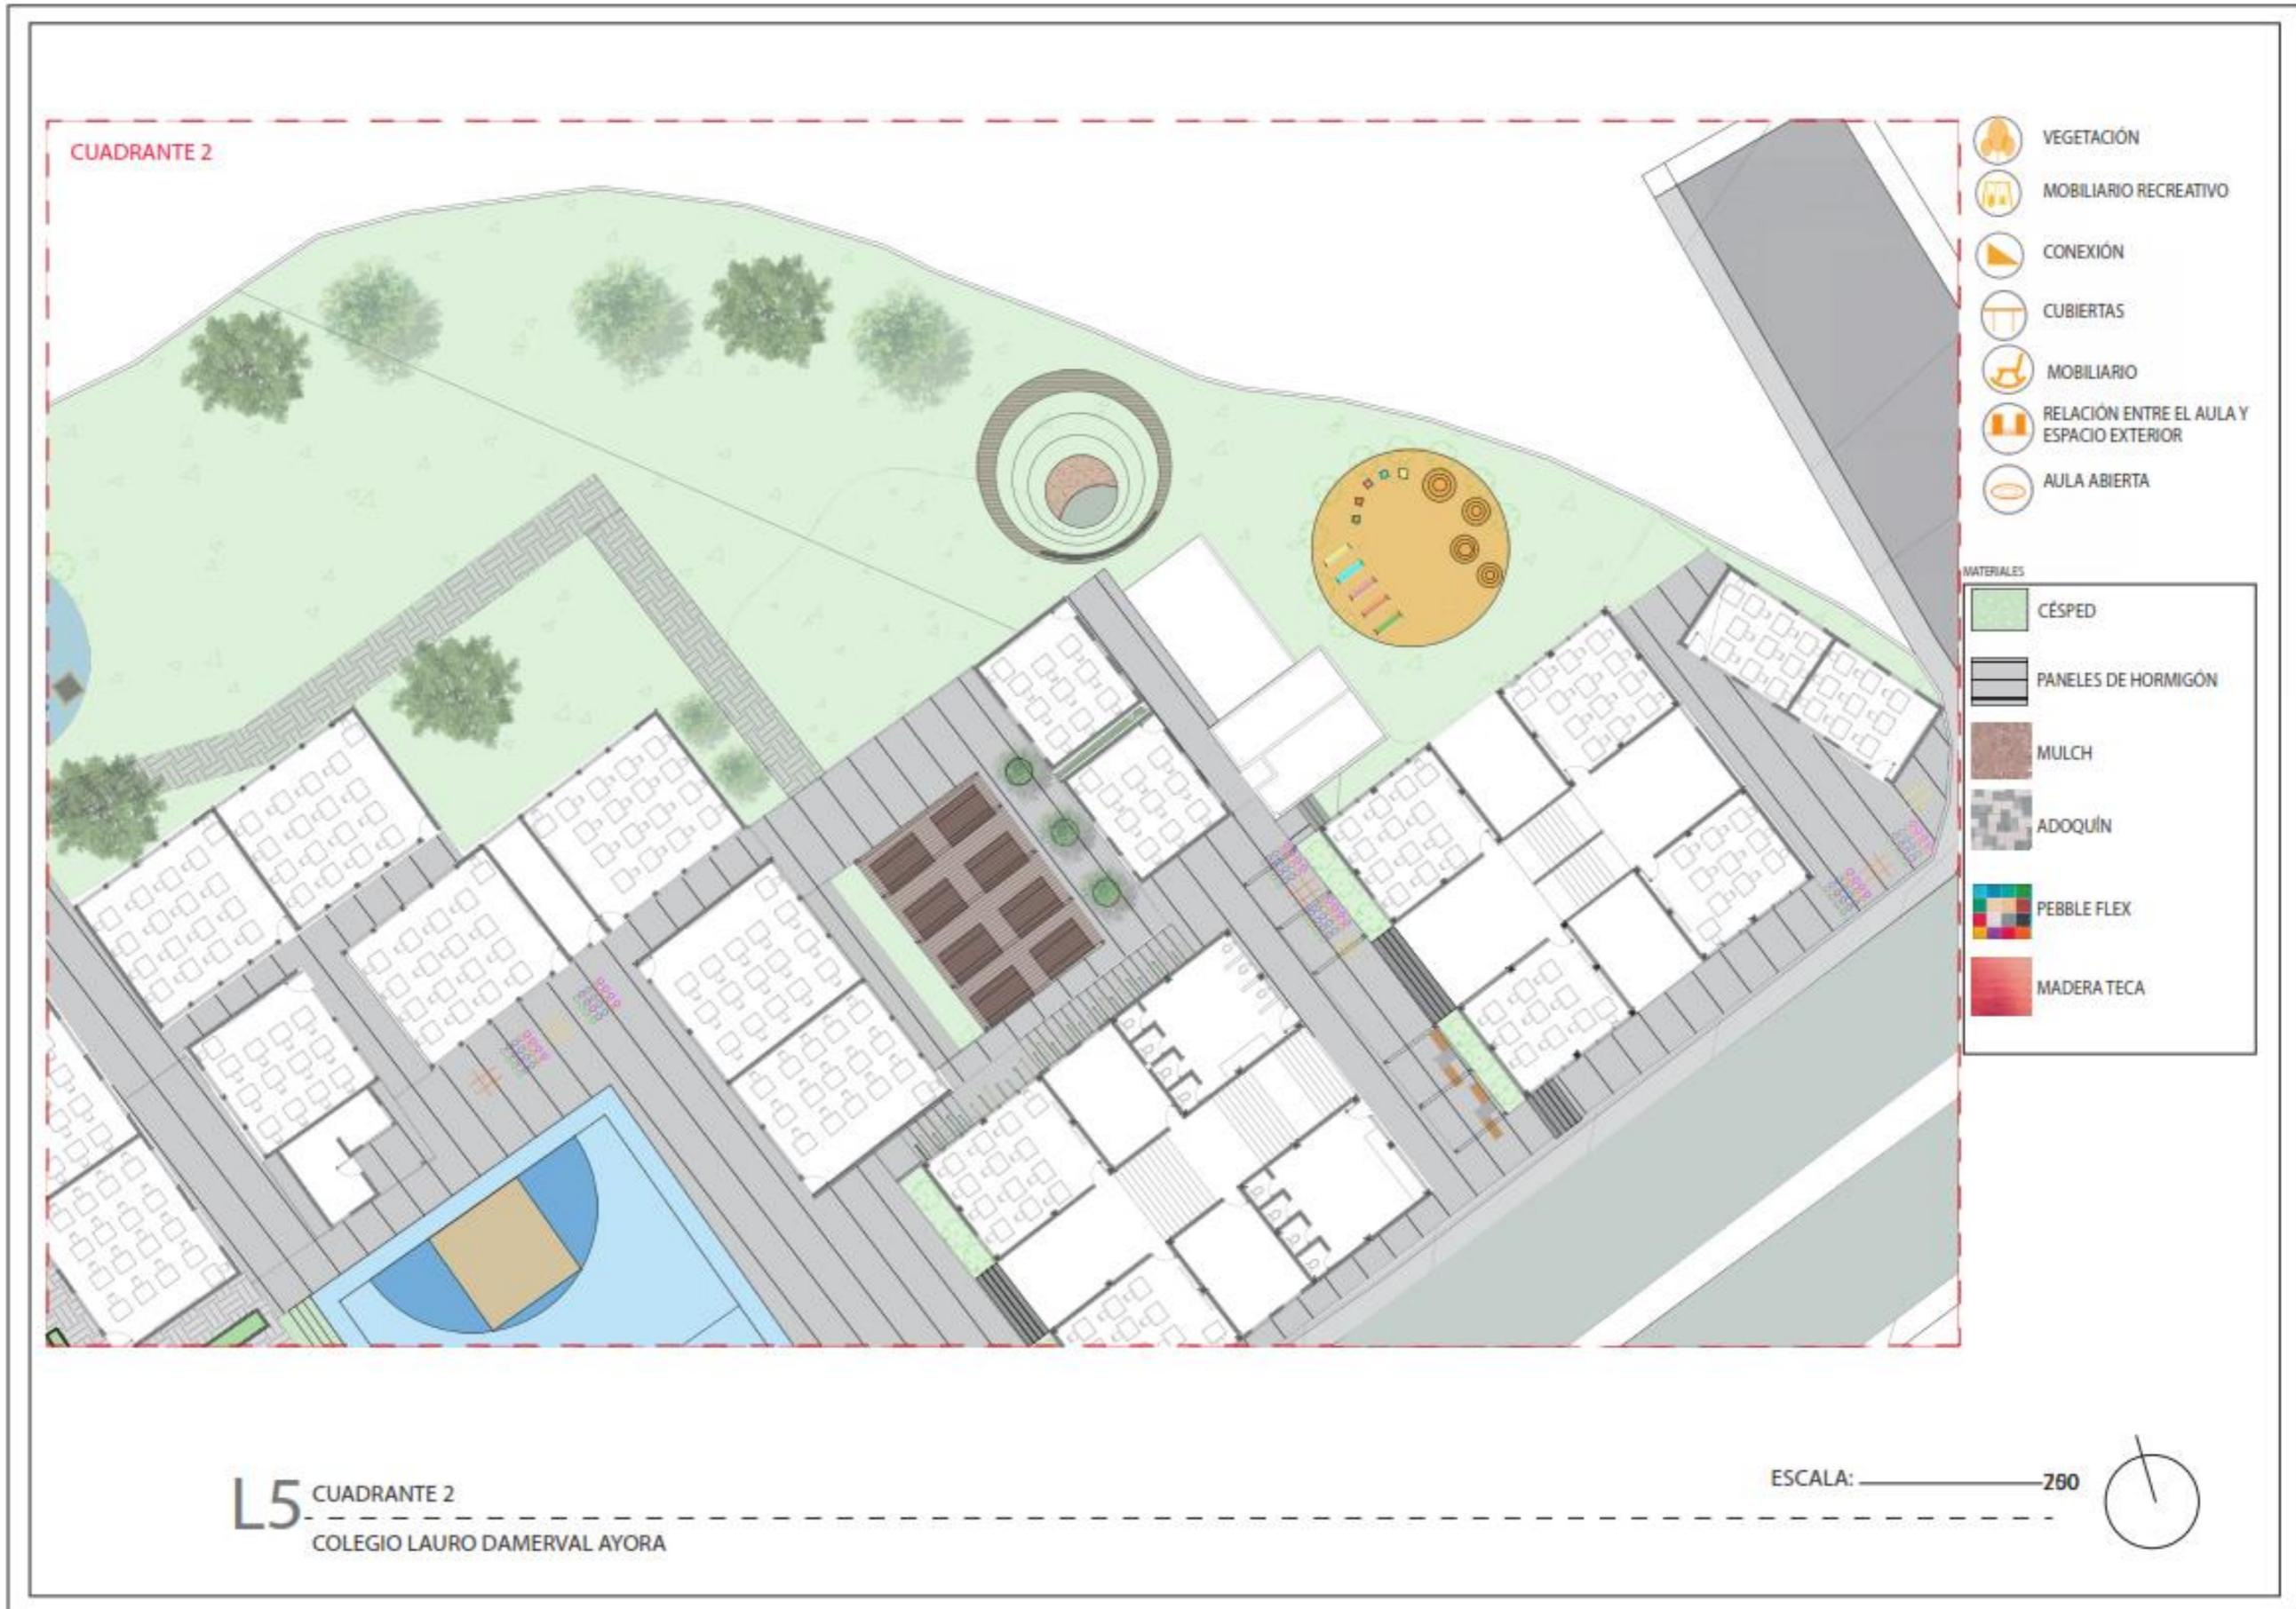 CUADRANTE 2
VEGETACIÓN
MOBILIARIO RECREATIVO
CONEXIÓN
CUBIERTAS
MOBILIARIO
RELACIÓN ENTRE EL AULA Y
ESPACIO EXTERIOR
AULA ABIERTA
MATERIALES
CÉSPED
PANELES DE HORMIGÓN
MULCH
ADOQUÍN
PEBBLE FLEX
MADERA TECA
L5
CUADRANTE 2
COLEGIO LAURO DAMERVAL AYORA
ESCALA: